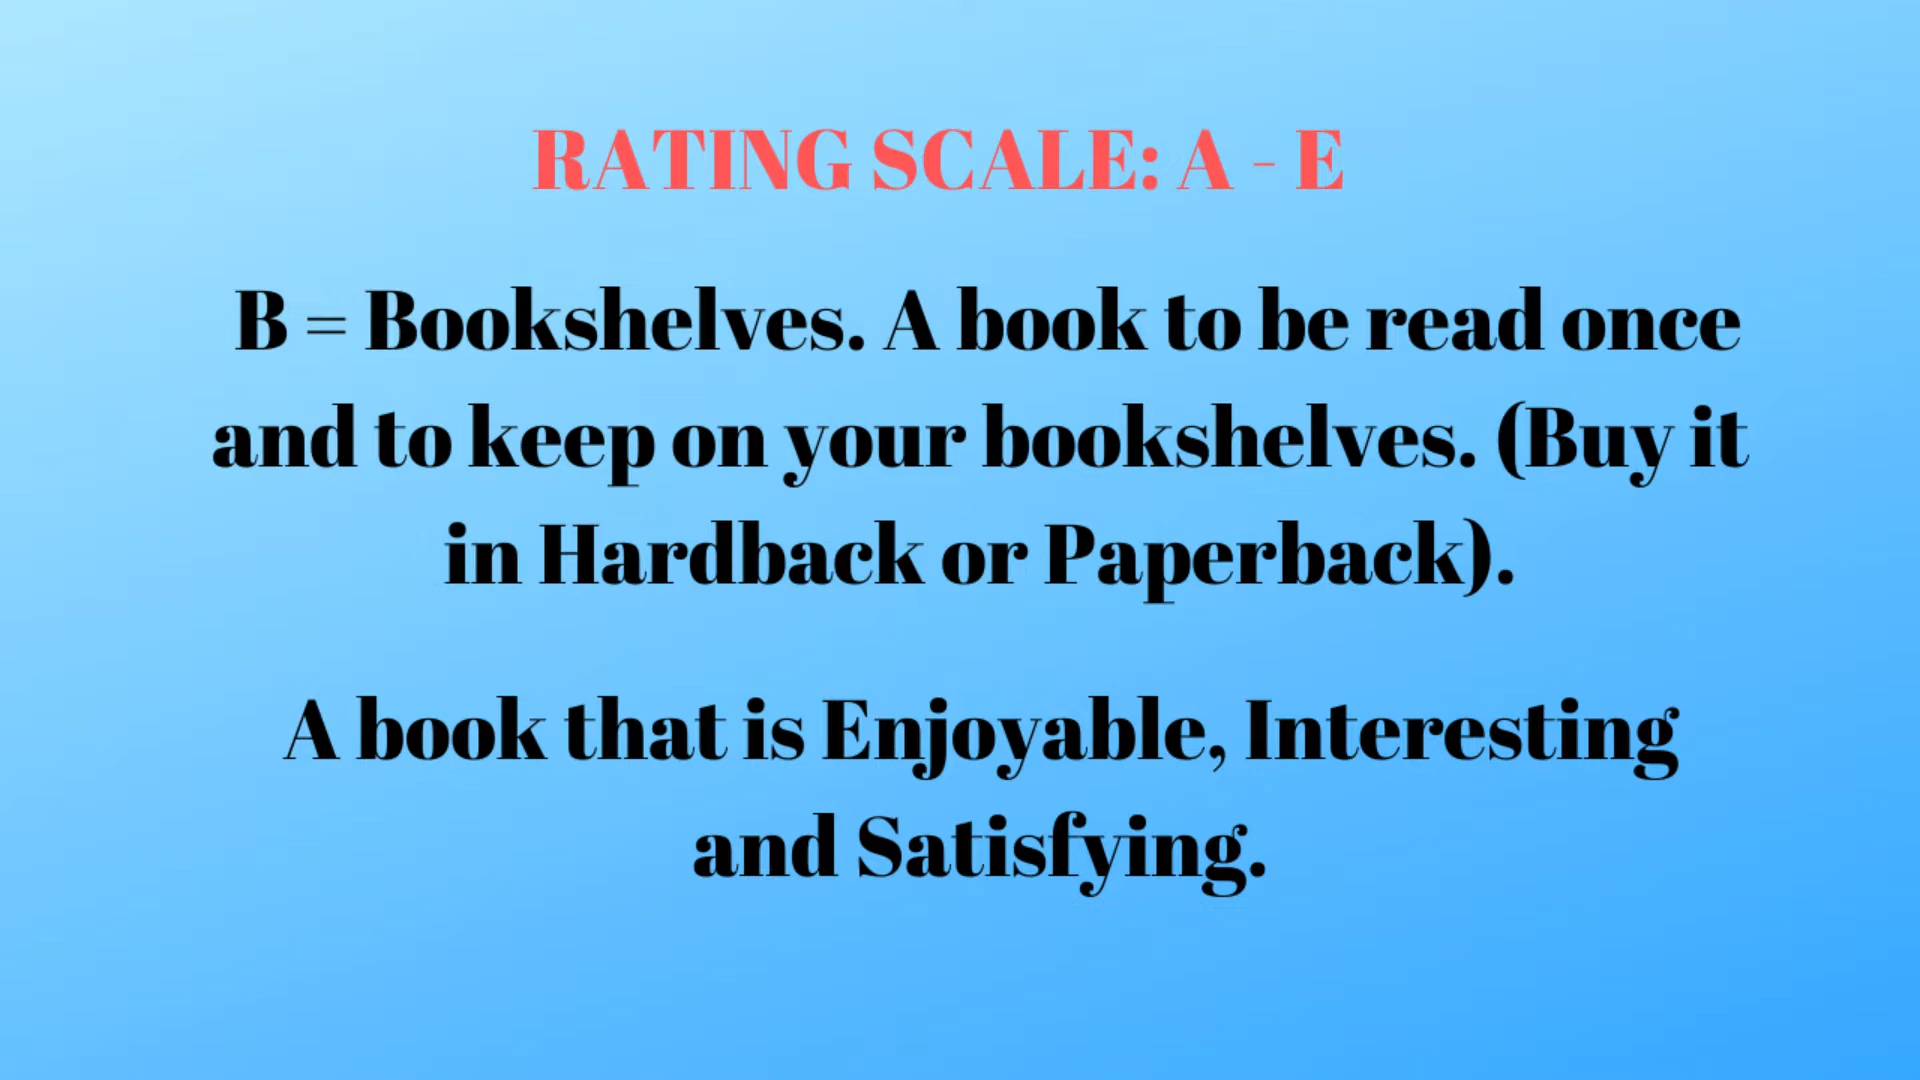 RATING SCALE: A - E
B = Bookshelves. A book to be read once
and to keep on your bookshelves. (Buy it
in Hardback or Paperback).
A book that is Enjoyable, Interesting
and Satisfying.